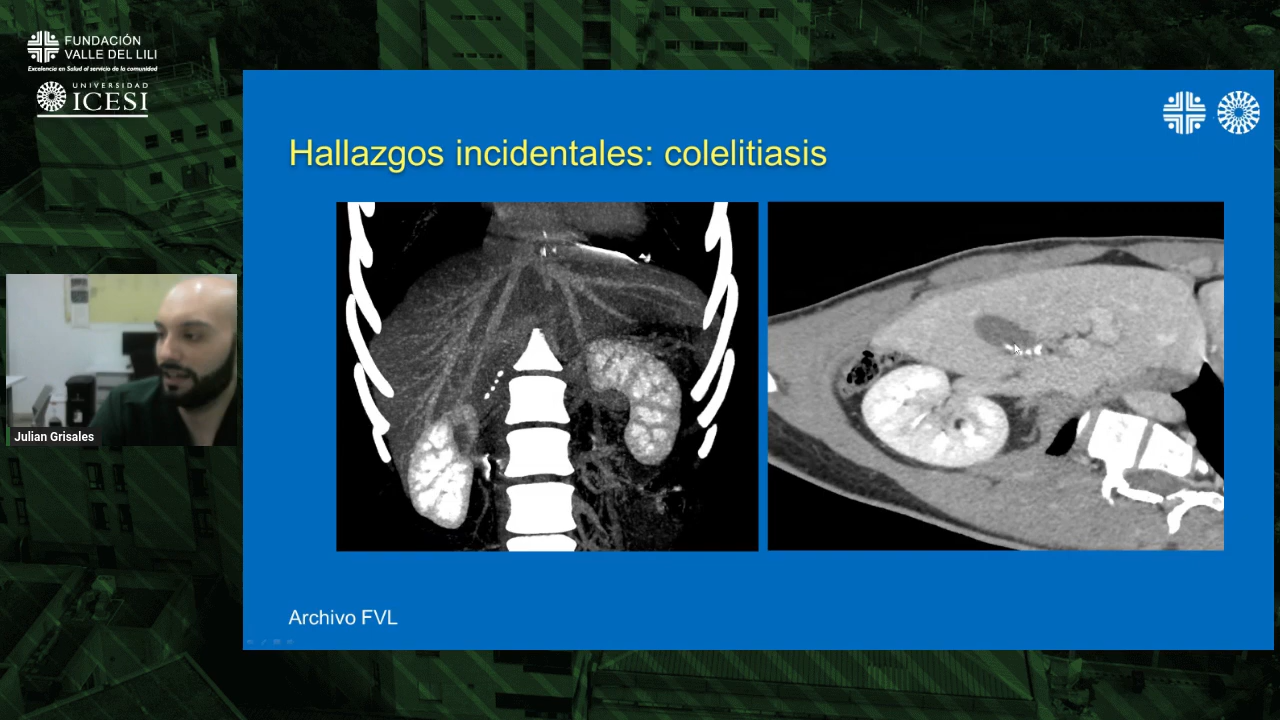 FUNDACIÓN
VALLE DEL LILI
Excelencia en Salud al servicio de la comunidad
UNIVERSIDAD
ICESI
Hallazgos incidentales: colelitiasis
Julian Grisales
Archivo FVL